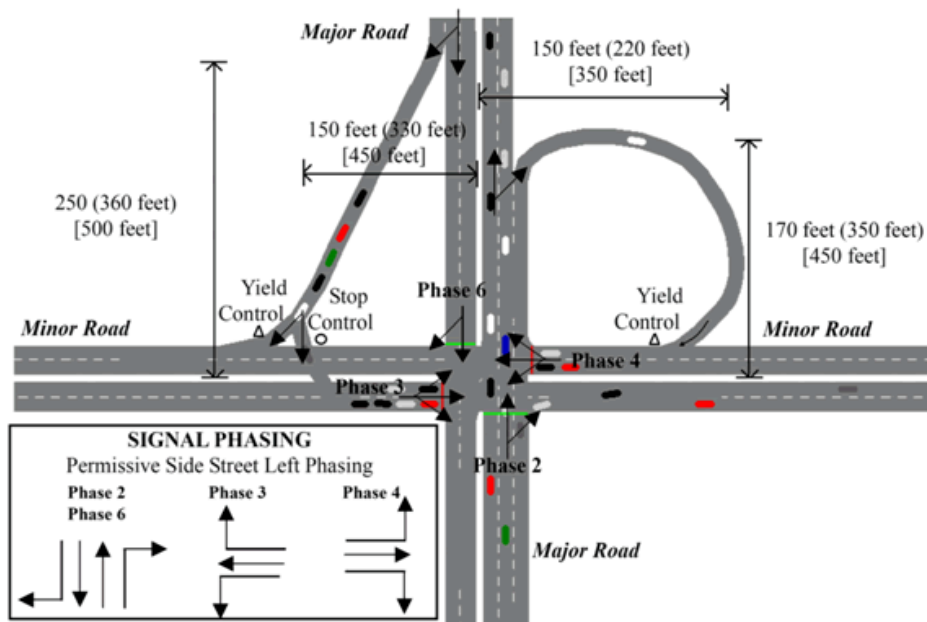 Major Road
150 feet (220 feet)
[350 feet]
150 feet (330 feet)
[450 feet]
250 (360 feet)
[500 feet]
170 feet (350 feet)
[450 feet]
Yield
Control
Stop
Control
Phase 6
Yield
Control
Minor Road
Minor Road
Phase 4
Phase 3
Phase 2
Major Road
SIGNAL PHASING
Permissive Side Street Left Phasing
Phase 2
Phase 6
Phase 3
Phase 4